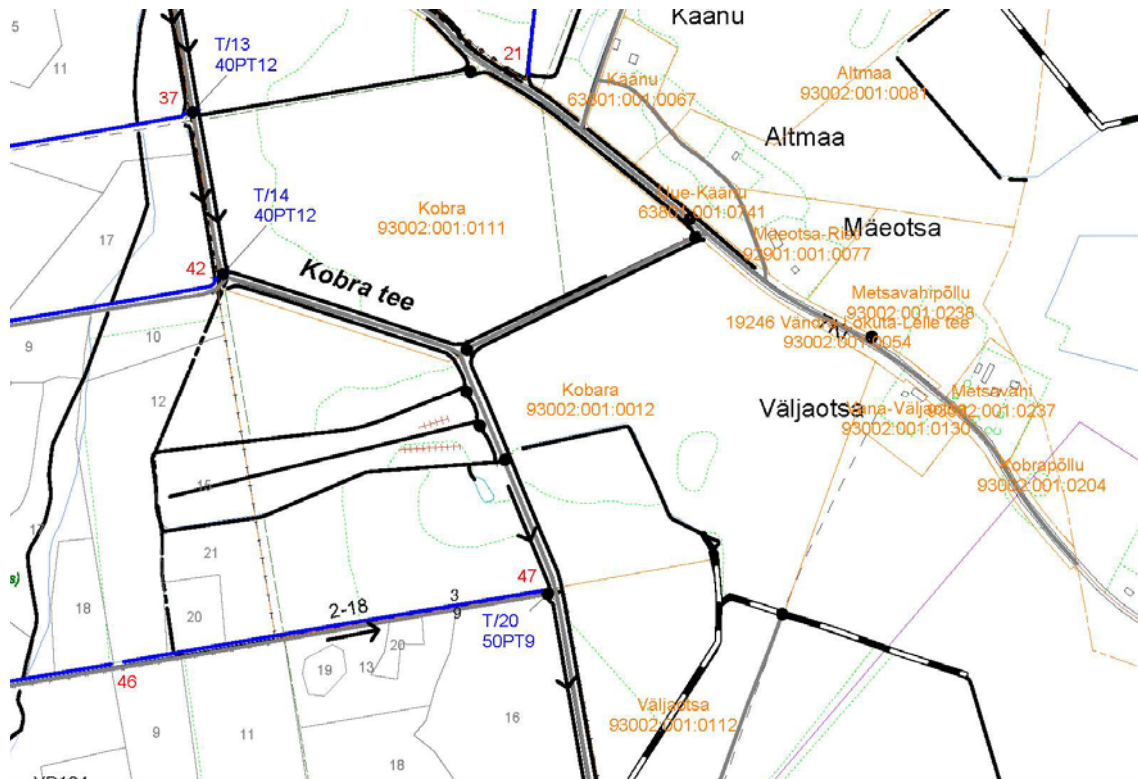 Käänu
5
11
T/13
40PT12
37
21
Käänu
63801:001:0067
Altmaa
93002:001:0081
Altmaa
T/14
40PT12
Kobra
93002:001:0111
17
42
Kobra tee
Uue-Käänu
63801:001:0741
Mäeotsa
Mäeotsa-Risti
92901:001:0077
Metsavahipõllu
93002:001:0238
19246 Vändra-Lokuta-Lelle tee
93002:001:0054
9
10
12
Kobara
93002:001:0012
Väljaotsa
Metsavahi
93002:001:0237
Vana-Väljaotsa
93002:001:0130
Kobrapõllu
93002:001:0204
15
17
21
18
20
s)
47
T/20
50PT9
2-18
3
9
20
19
13
46
9
11
16
18
Väljaotsa
93002:001:0112